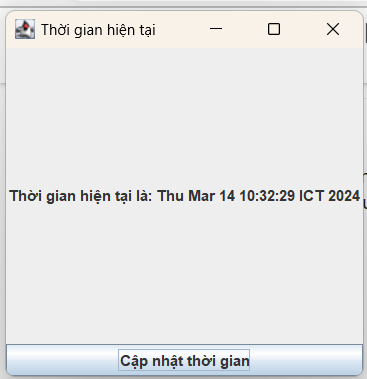 Thời gian hiện tại
Thời gian hiện tại là: Thu Mar 14 10:32:29 ICT 2024
Cập nhật thời gian